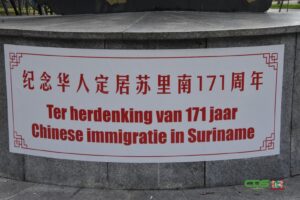 纪念华人定居苏里南171周年
Ter herdenking van 171 jaar
Chinese immigratie in Suriname